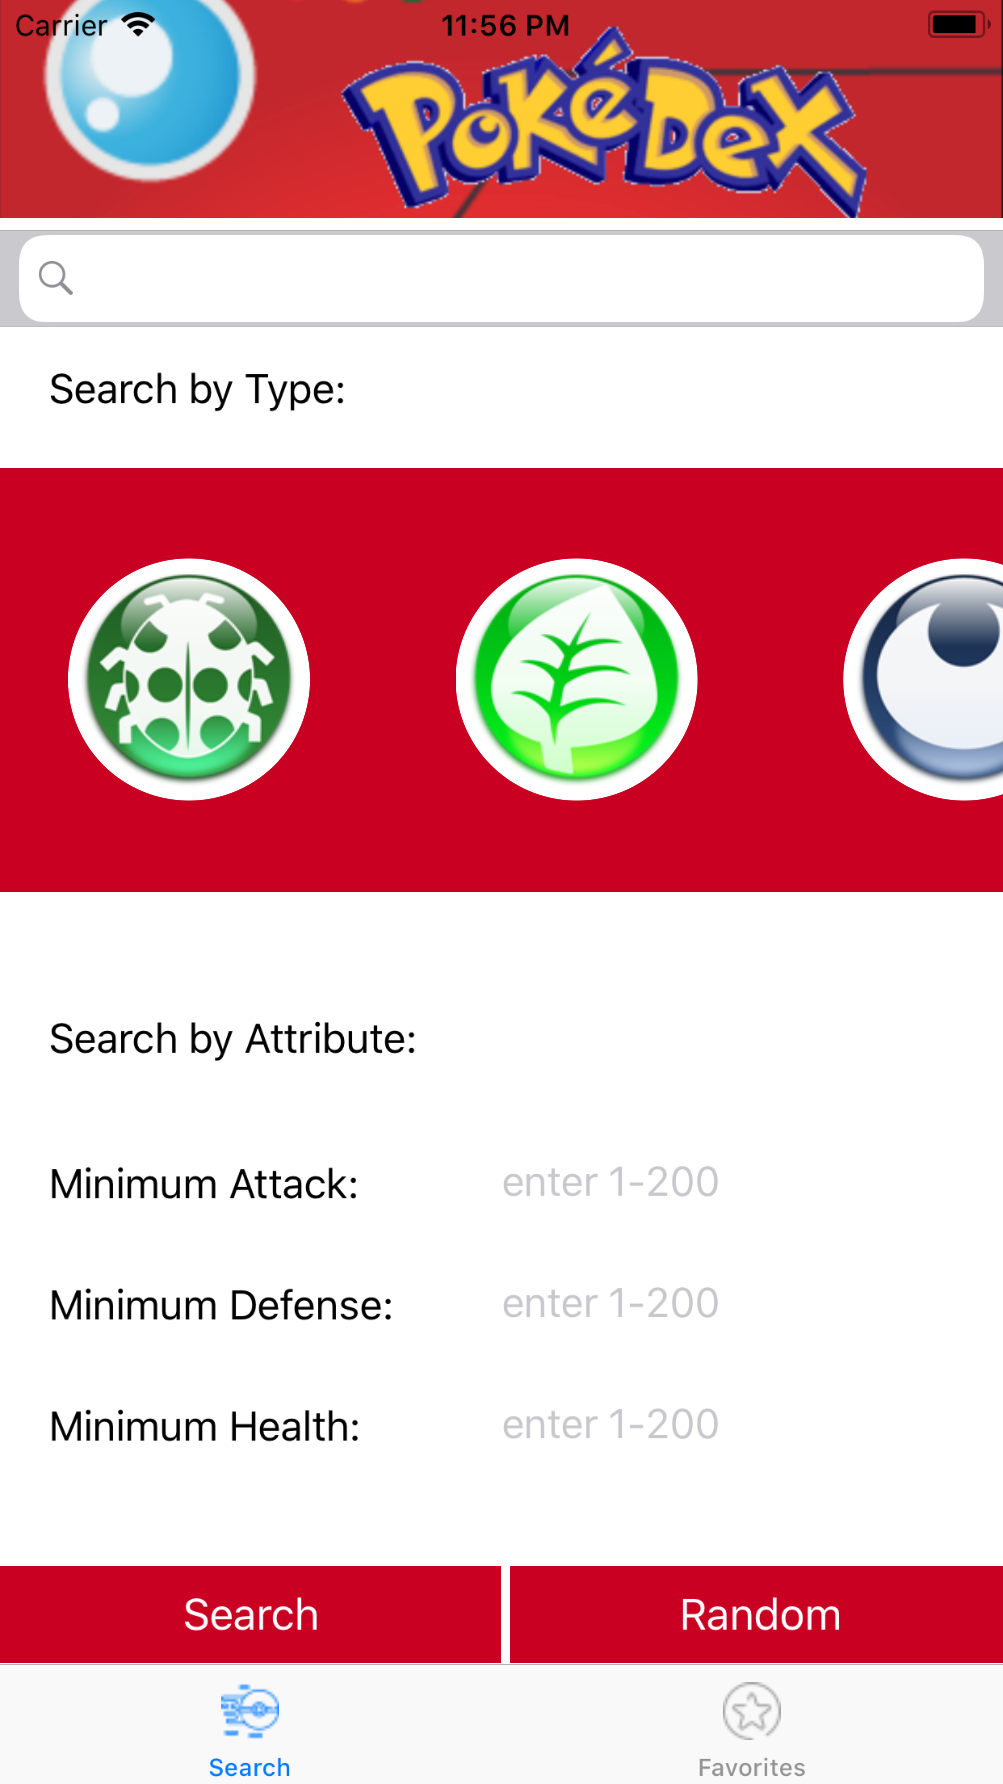 Carrier 11:56 PM
PoKéDeX
Search by Type:
Search by Attribute:
Minimum Attack: enter 1-200
Minimum Defense: enter 1-200
Minimum Health: enter 1-200
Search Random
Search Favorites